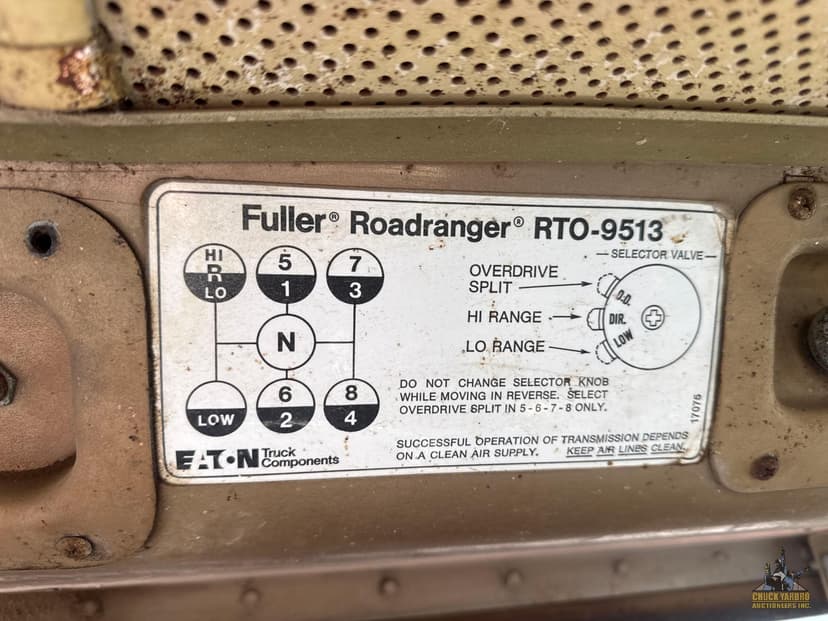 Fuller® Roadranger® RTO-9513
HI
R
LO
5
1
7
3
N
LOW
6
2
8
4
OVERDRIVE
SPLIT
HI RANGE
LO RANGE
SELECTOR VALVE
O.D.
DIR.
LOW
DO NOT CHANGE SELECTOR KNOB
WHILE MOVING IN REVERSE. SELECT
OVERDRIVE SPLIT IN 5-6-7-8 ONLY.
17075
EATON Truck
Components
SUCCESSFUL OPERATION OF TRANSMISSION DEPENDS
ON A CLEAN AIR SUPPLY. KEEP AIR LINES CLEAN.
CHUCK YARBRO
AUCTIONEERS INC.